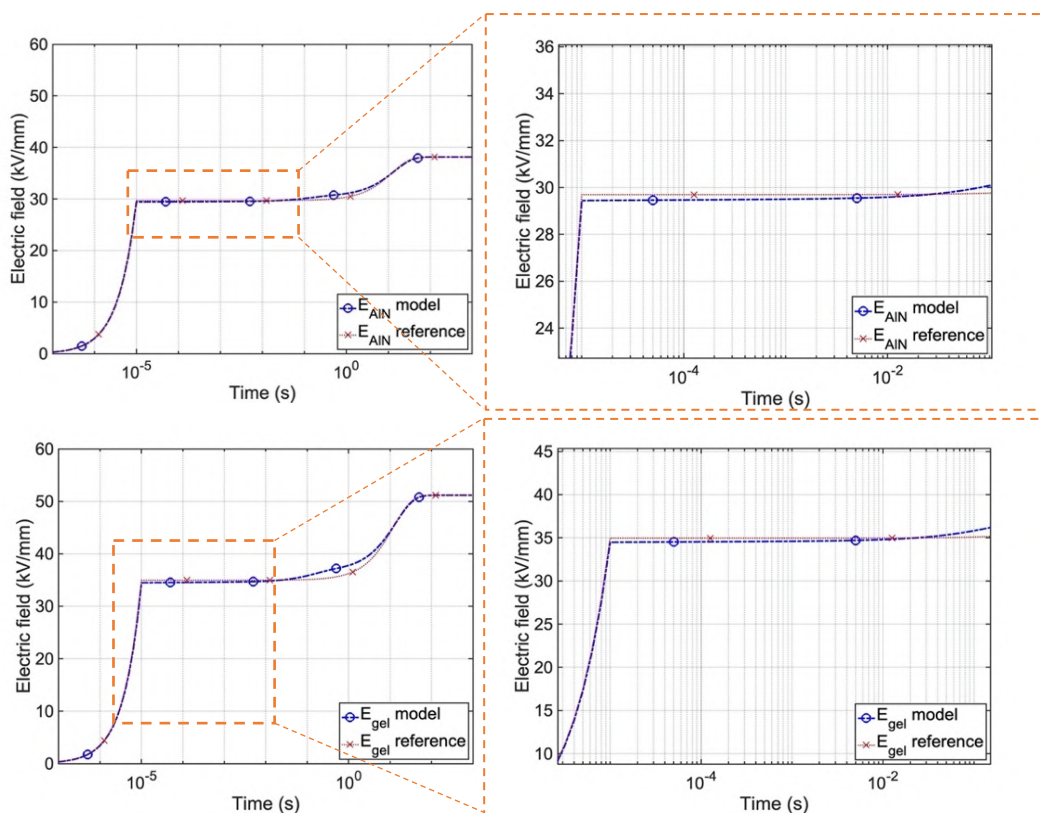 60
50
40
30
20
10
0
Electric field (kV/mm)
E_AlN model
E_AlN reference
10^-5
10^0
Time (s)
36
34
32
30
28
26
24
Electric field (kV/mm)
E_AlN model
E_AlN reference
10^-4
10^-2
Time (s)
60
50
40
30
20
10
0
Electric field (kV/mm)
E_gel model
E_gel reference
10^-5
10^0
Time (s)
45
40
35
30
25
20
15
10
Electric field (kV/mm)
E_gel model
E_gel reference
10^-4
10^-2
Time (s)